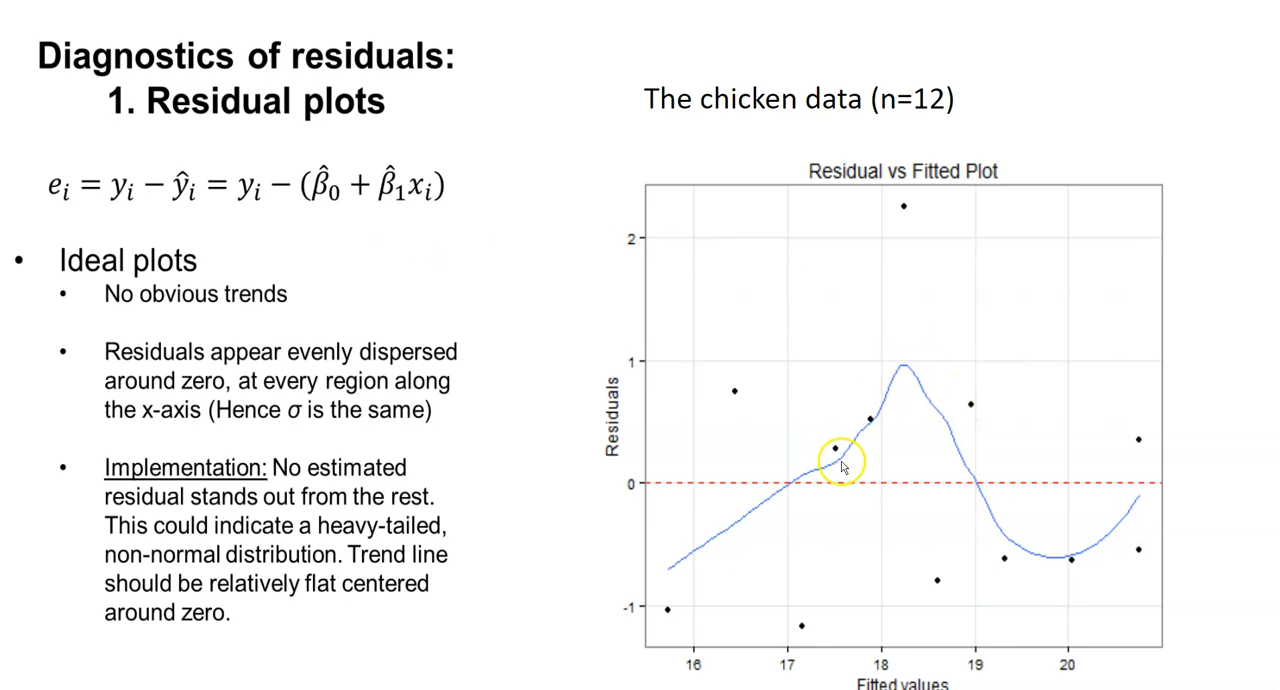 Diagnostics of residuals:
1. Residual plots
The chicken data (n=12)
eᵢ = yᵢ − ŷᵢ = yᵢ − (β̂₀ + β̂₁xᵢ)
• Ideal plots
• No obvious trends
• Residuals appear evenly dispersed
around zero, at every region along
the x-axis (Hence σ is the same)
• Implementation: No estimated
residual stands out from the rest.
This could indicate a heavy-tailed,
non-normal distribution. Trend line
should be relatively flat centered
around zero.
Residual vs Fitted Plot
Residuals
2
1
0
-1
16 17 18 19 20
Fitted values